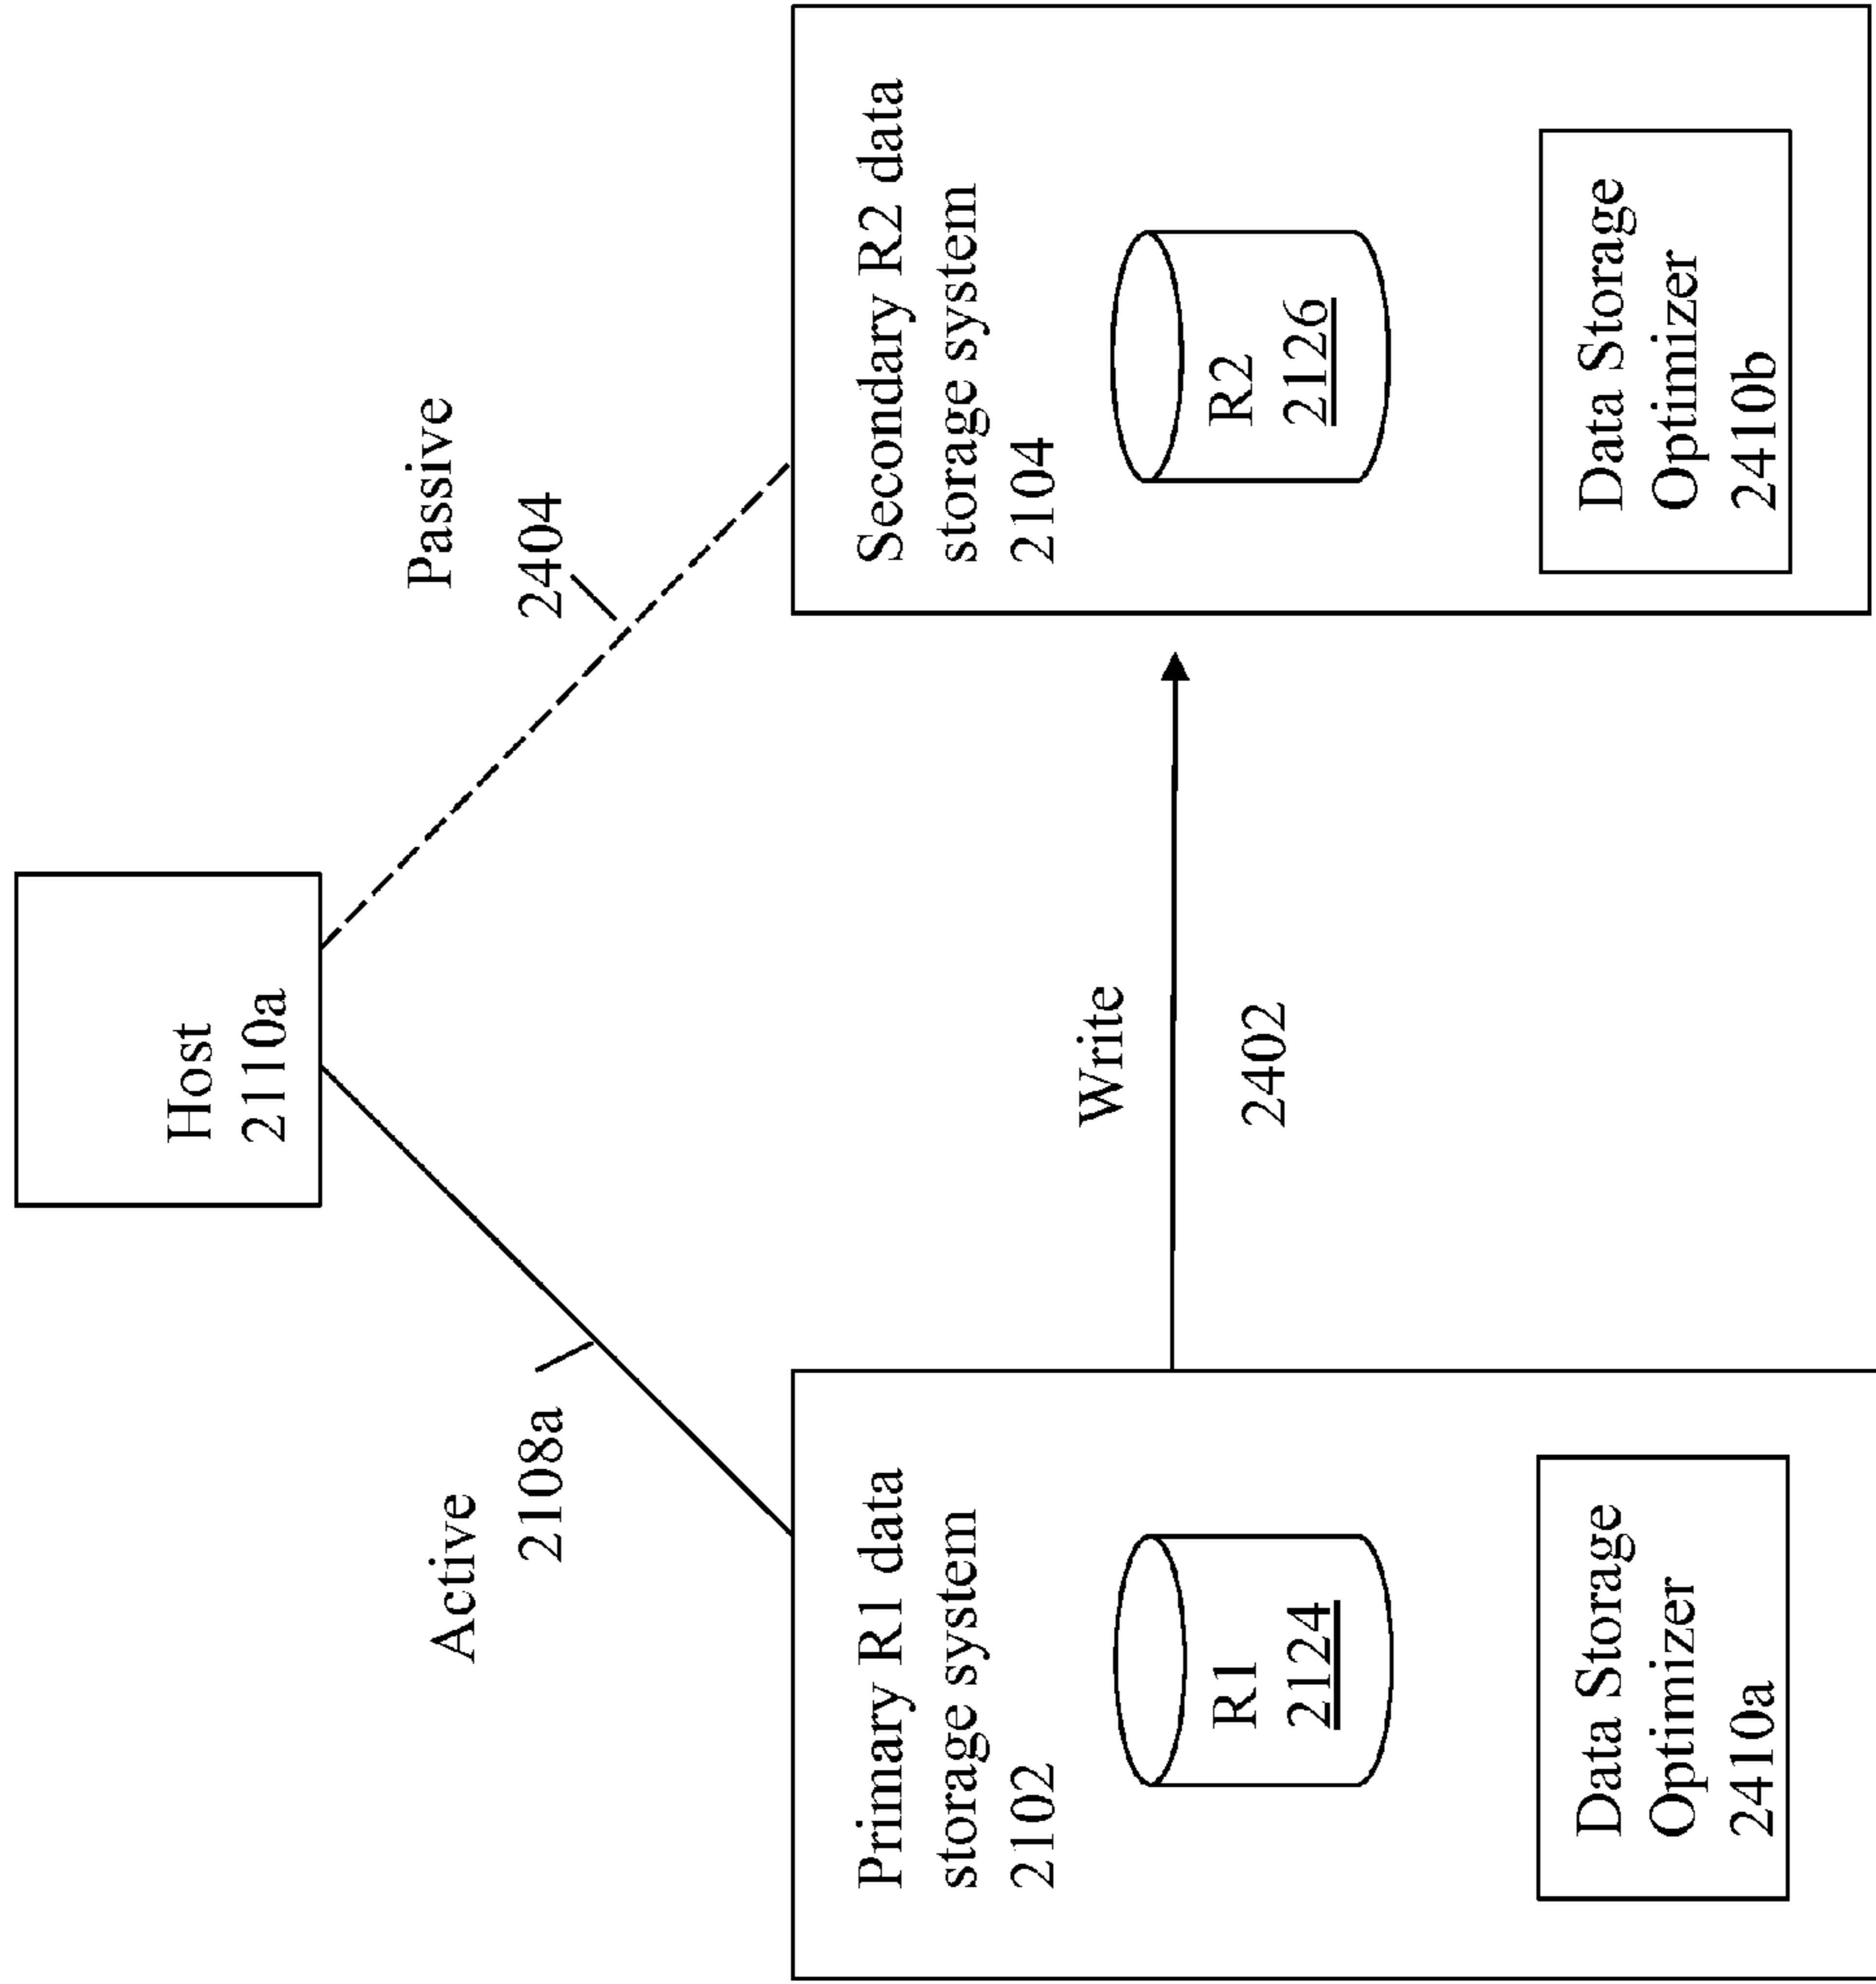 Host
2110a
Active
2108a
Passive
2404
Primary R1 data
storage system
2102
R1
2124
Data Storage
Optimizer
2410a
Write
2402
Secondary R2 data
storage system
2104
R2
2126
Data Storage
Optimizer
2410b